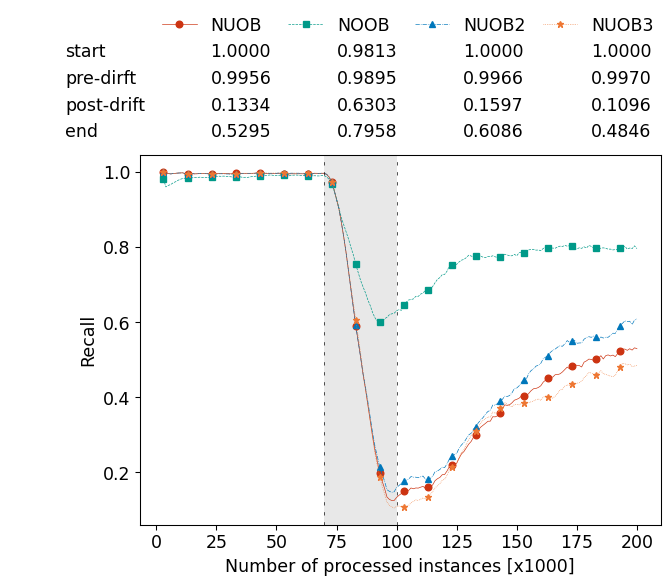 NUOB NOOB NUOB2 NUOB3
start 1.0000 0.9813 1.0000 1.0000
pre-dirft 0.9956 0.9895 0.9966 0.9970
post-drift 0.1334 0.6303 0.1597 0.1096
end 0.5295 0.7958 0.6086 0.4846
1.0
0.8
0.6
0.4
0.2
Recall
0 25 50 75 100 125 150 175 200
Number of processed instances [x1000]